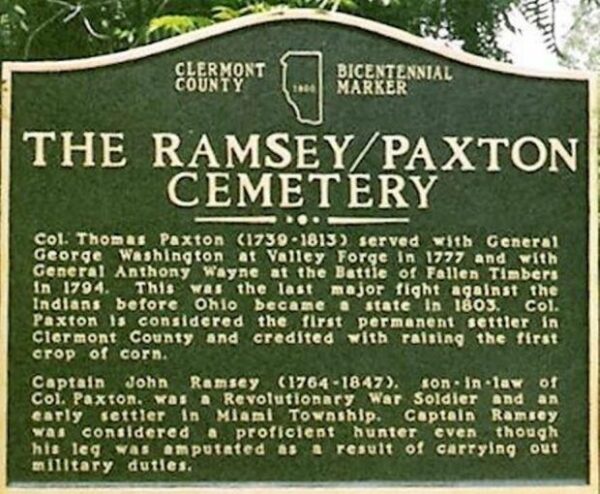 CLERMONT COUNTY
1800
BICENTENNIAL MARKER
THE RAMSEY/PAXTON
CEMETERY
Col. Thomas Paxton (1739-1813) served with General
George Washington at Valley Forge in 1777 and with
General Anthony Wayne at the Battle of Fallen Timbers
in 1794. This was the last major fight against the
Indians before Ohio became a state in 1803. Col.
Paxton is considered the first permanent settler in
Clermont County and credited with raising the first
crop of corn.
Captain John Ramsey (1764-1847), son-in-law of
Col. Paxton, was a Revolutionary War Soldier and an
early settler in Miami Township. Captain Ramsey
was considered a proficient hunter even though
his leg was amputated as a result of carrying out
military duties.